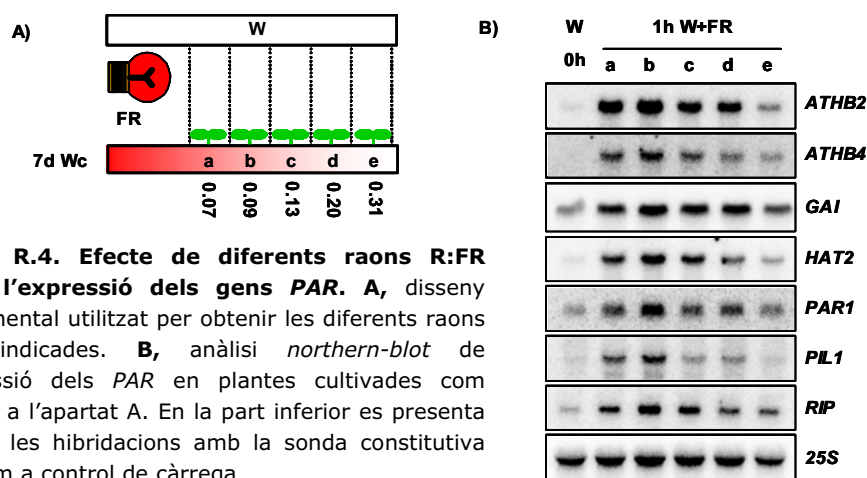 A)
W
FR
7d Wc
a b c d e
0.07 0.09 0.13 0.20 0.31
R.4. Efecte de diferents raons R:FR
l'expressió dels gens PAR. A, disseny
mental utilitzat per obtenir les diferents raons
indicades. B, anàlisi northern-blot de
ssió dels PAR en plantes cultivades com
a l'apartat A. En la part inferior es presenta
les hibridacions amb la sonda constitutiva
m a control de càrrega
B)
W 1h W+FR
0h a b c d e
ATHB2
ATHB4
GAI
HAT2
PAR1
PIL1
RIP
25S